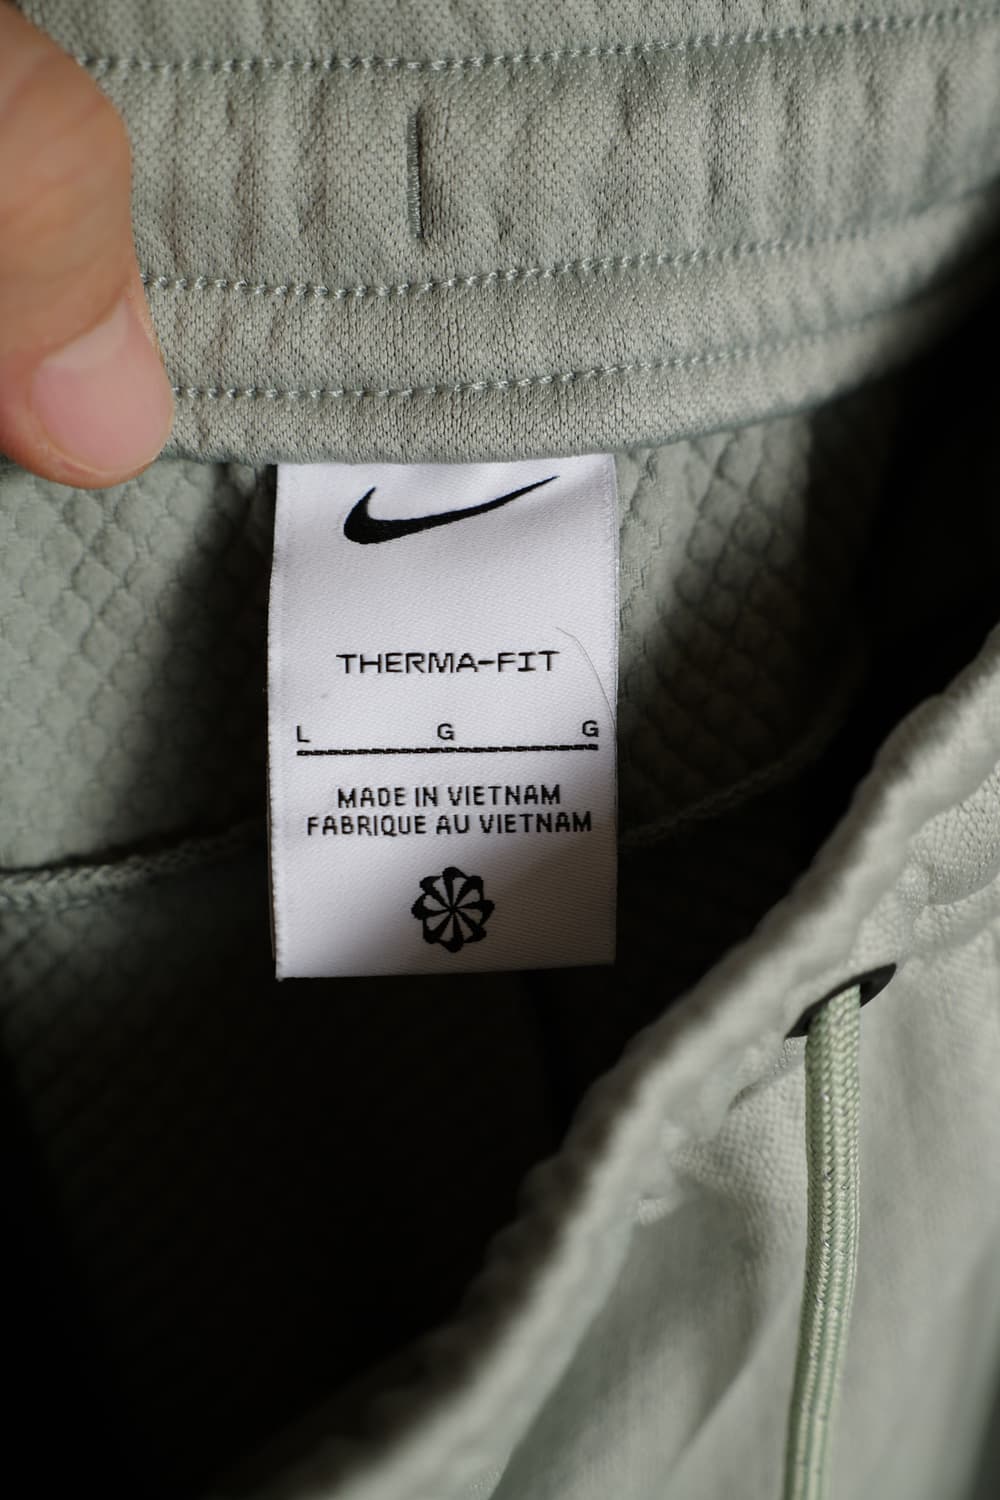 THERMA-FIT
L G G
MADE IN VIETNAM
FABRIQUE AU VIETNAM